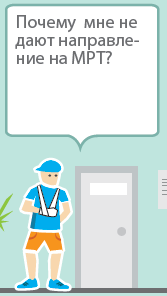 Почему мне не
дают направле-
ние на МРТ?